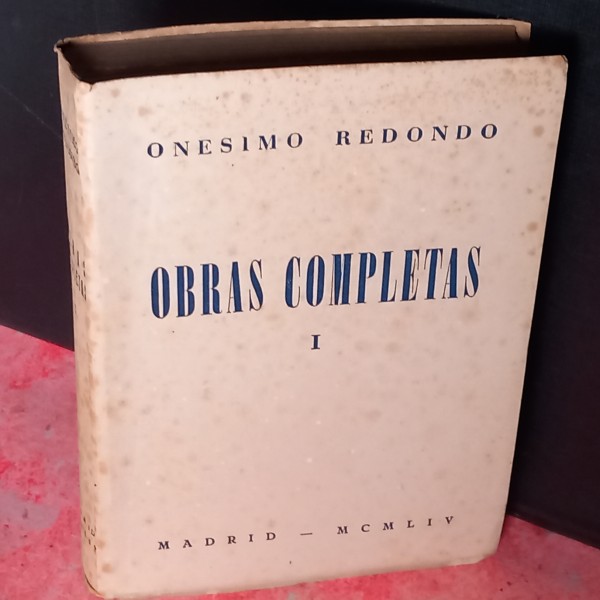 ONESIMO REDONDO
OBRAS COMPLETAS
I
MADRID — MCMLIV